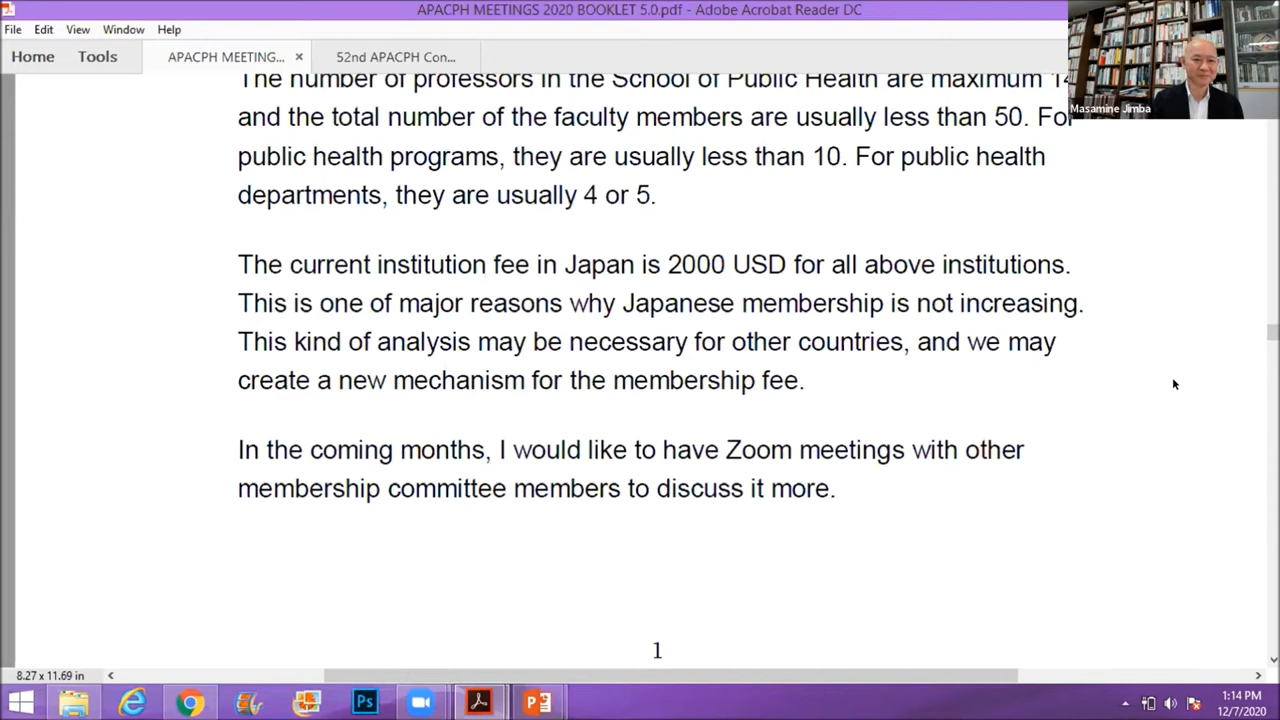 APACPH MEETINGS 2020 BOOKLET 5.0.pdf - Adobe Acrobat Reader DC
File Edit View Window Help
Home Tools APACPH MEETING... × 52nd APACPH Con...
The number of professors in the School of Public Health are maximum
Masamine Jimba
and the total number of the faculty members are usually less than 50. For
public health programs, they are usually less than 10. For public health
departments, they are usually 4 or 5.
The current institution fee in Japan is 2000 USD for all above institutions.
This is one of major reasons why Japanese membership is not increasing.
This kind of analysis may be necessary for other countries, and we may
create a new mechanism for the membership fee.
In the coming months, I would like to have Zoom meetings with other
membership committee members to discuss it more.
1
8.27 x 11.69 in
Ps
1:14 PM
12/7/2020